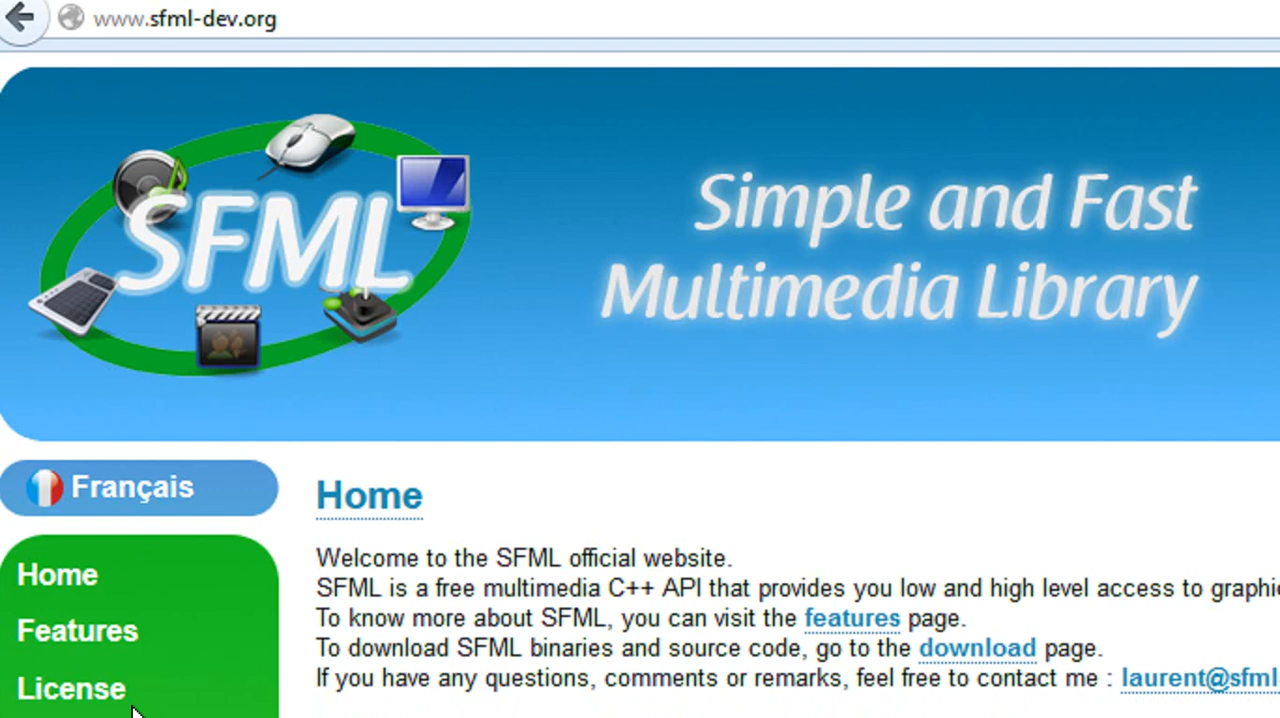 www.sfml-dev.org
SFML
Simple and Fast
Multimedia Library
Français
Home
Features
License
Home
Welcome to the SFML official website.
SFML is a free multimedia C++ API that provides you low and high level access to
To know more about SFML, you can visit the features page.
To download SFML binaries and source code, go to the download page.
If you have any questions, comments or remarks, feel free to contact me : laurent@sfml